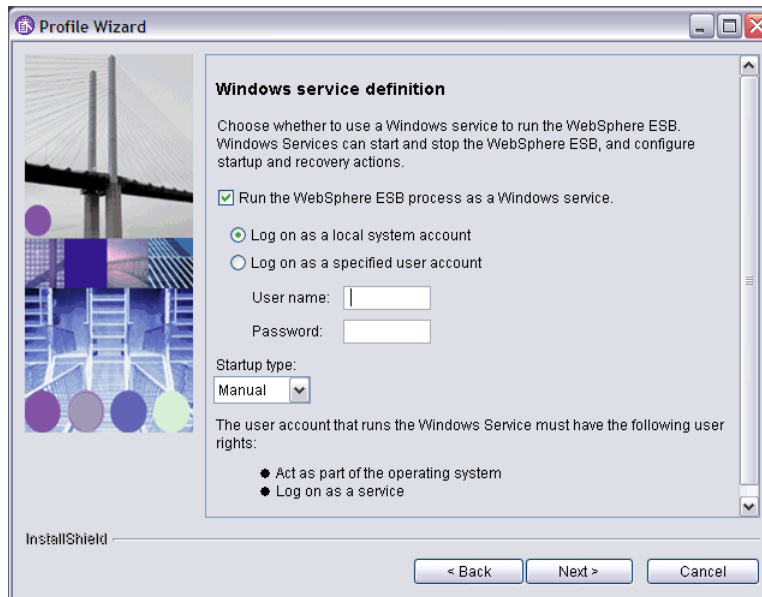 Profile Wizard
Windows service definition
Choose whether to use a Windows service to run the WebSphere ESB.
Windows Services can start and stop the WebSphere ESB, and configure
startup and recovery actions.
Run the WebSphere ESB process as a Windows service.
Log on as a local system account
Log on as a specified user account
User name:
Password:
Startup type:
Manual
The user account that runs the Windows Service must have the following user
rights:
● Act as part of the operating system
● Log on as a service
InstallShield
< Back
Next >
Cancel